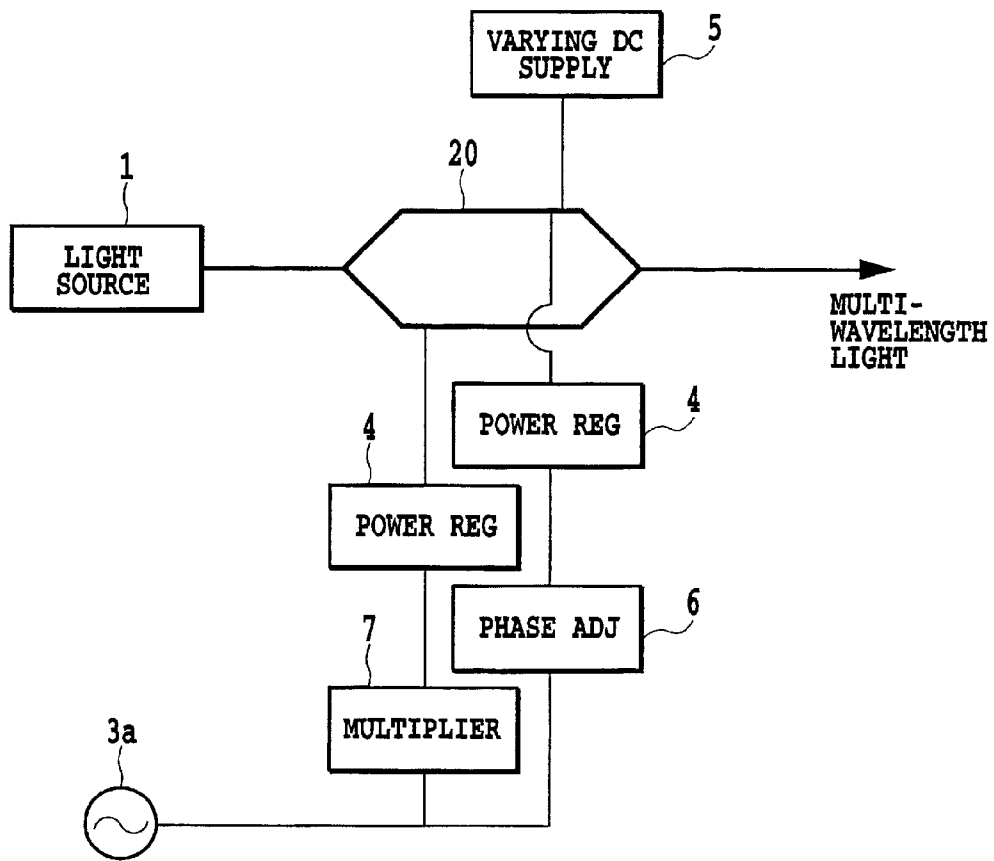 5
VARYING DC
SUPPLY
20
1
LIGHT
SOURCE
MULTI-
WAVELENGTH
LIGHT
4
POWER REG
4
POWER REG
6
PHASE ADJ
7
MULTIPLIER
3a